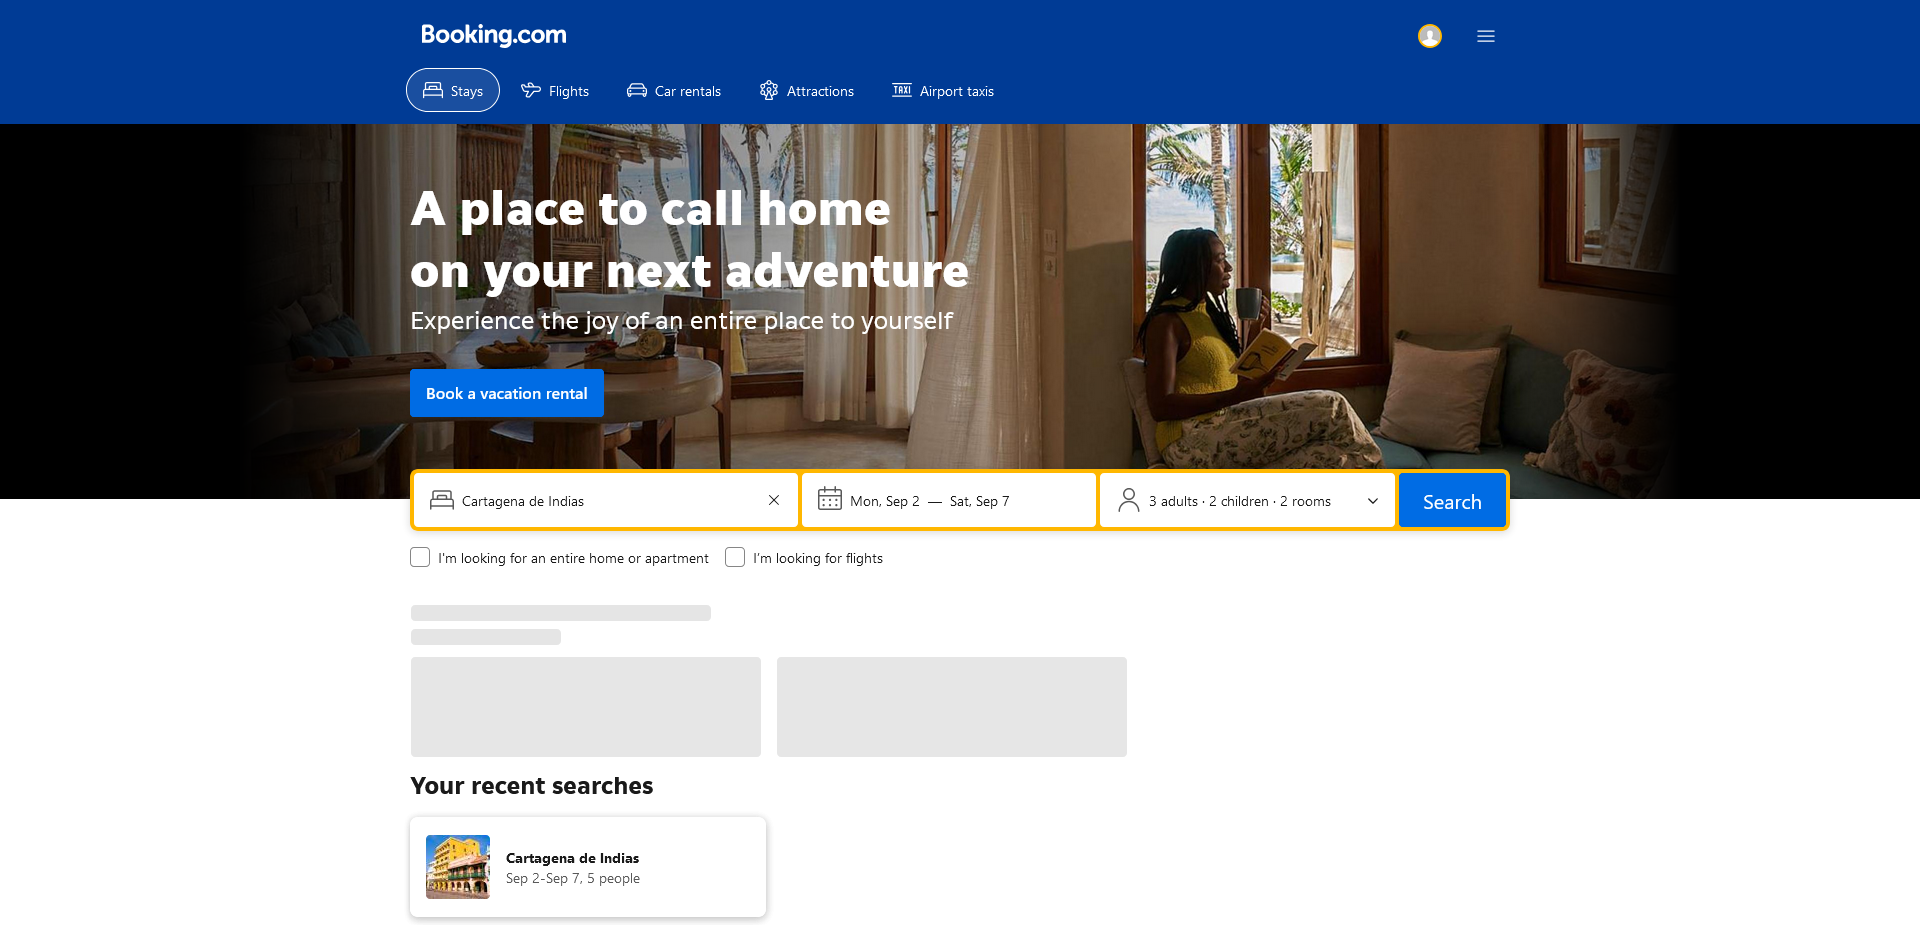 Booking.com
Stays
Flights
Car rentals
Attractions
TAXI
Airport taxis
A place to call home
on your next adventure
Experience the joy of an entire place to yourself
Book a vacation rental
Cartagena de Indias
Mon, Sep 2 — Sat, Sep 7
3 adults · 2 children · 2 rooms
Search
I'm looking for an entire home or apartment
I'm looking for flights
Your recent searches
Cartagena de Indias
Sep 2-Sep 7, 5 people